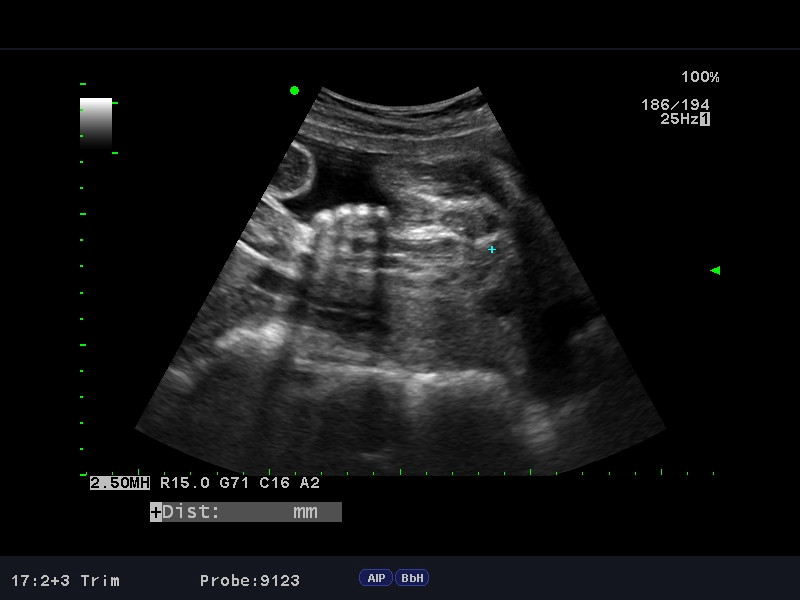 100%
186/194
25Hz1
2.50MH R15.0 G71 C16 A2
+Dist: mm
17:2+3 Trim Probe:9123 AIP BbH